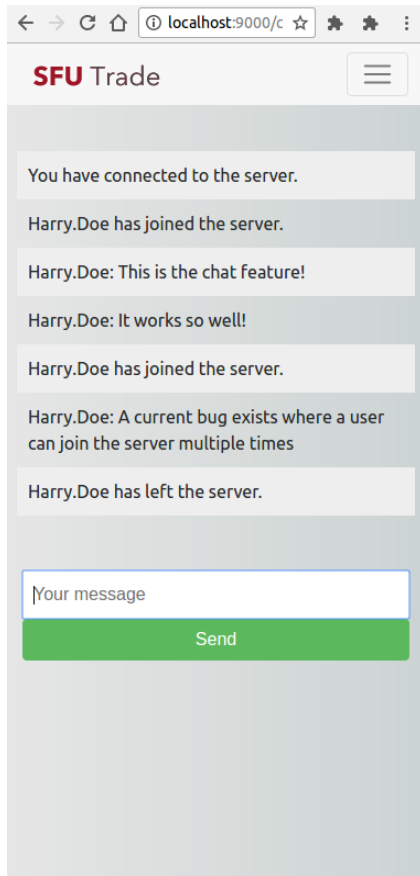 localhost:9000/c
SFU Trade
You have connected to the server.
Harry.Doe has joined the server.
Harry.Doe: This is the chat feature!
Harry.Doe: It works so well!
Harry.Doe has joined the server.
Harry.Doe: A current bug exists where a user
can join the server multiple times
Harry.Doe has left the server.
Your message
Send